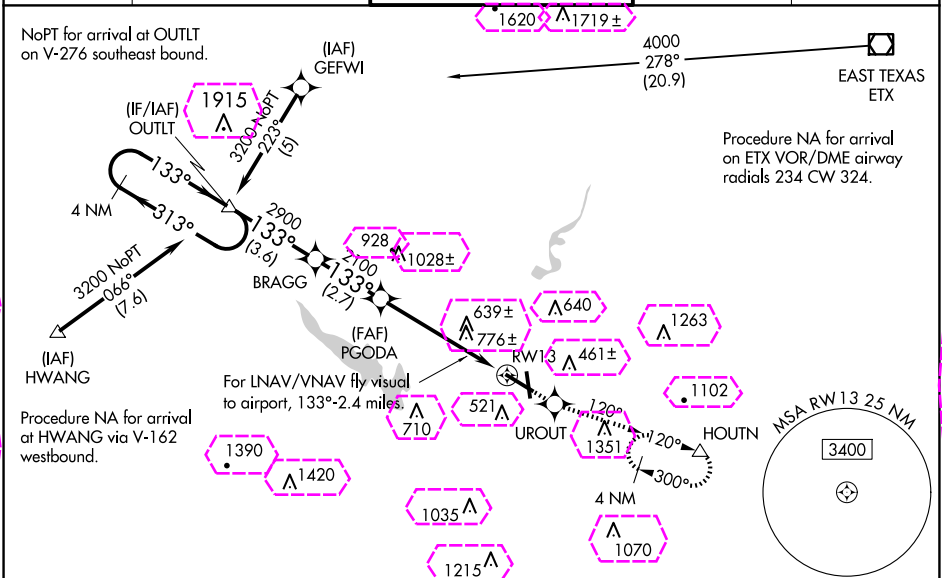 NoPT for arrival at OUTLT
on V-276 southeast bound.
(IAF)
GEFWI
1620
1719±
4000
278°
(20.9)
EAST TEXAS
ETX
1915
(IF/IAF)
OUTLT
3200 NoPT
223°
(5)
Procedure NA for arrival
on ETX VOR/DME airway
radials 234 CW 324.
133°
4 NM
313°
2900
133°
(3.6)
BRAGG
928
1028±
2100
133°
(2.7)
3200 NoPT
066°
(7.6)
(IAF)
HWANG
(FAF)
PGODA
639±
776±
640
1263
RW13
461±
For LNAV/VNAV fly visual
to airport, 133°-2.4 miles.
710
521
UROUT
120°
1351
1102
120°
HOUTN
300°
4 NM
MSA RW 13 25 NM
3400
Procedure NA for arrival
at HWANG via V-162
westbound.
1390
1420
1035
1070
1215